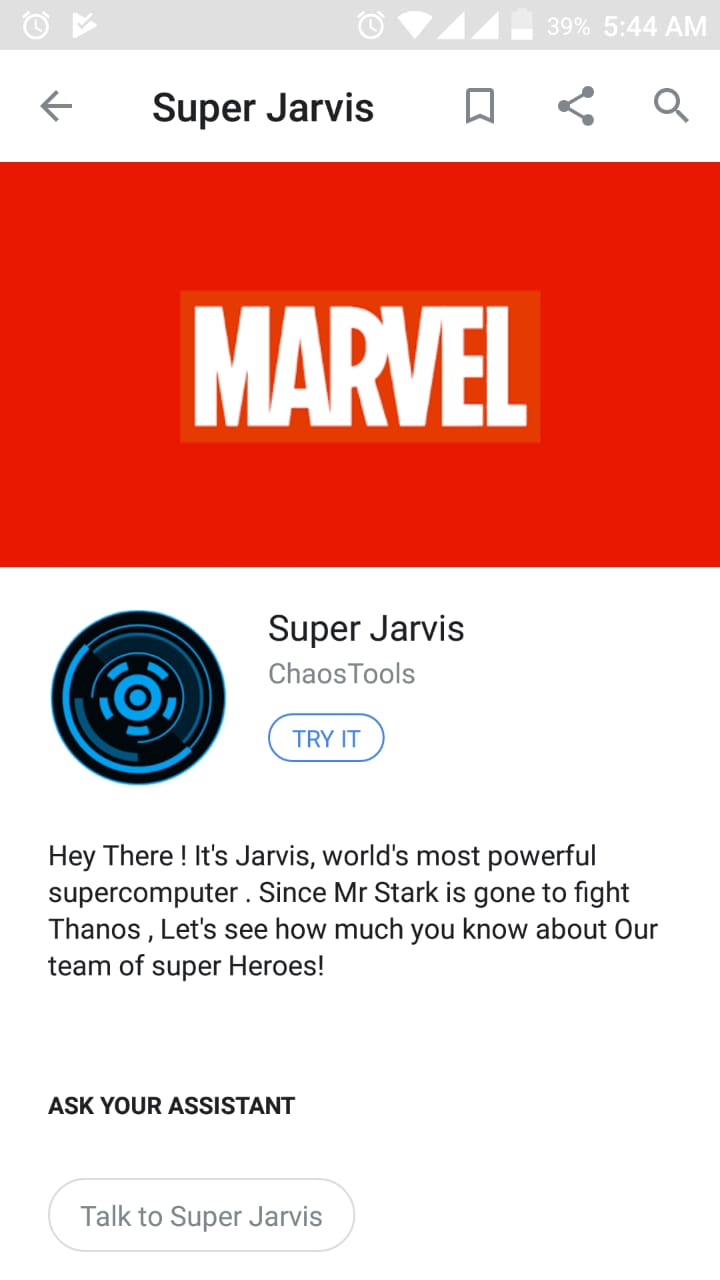 39% 5:44 AM
Super Jarvis
MARVEL
Super Jarvis
ChaosTools
TRY IT
Hey There ! It's Jarvis, world's most powerful
supercomputer . Since Mr Stark is gone to fight
Thanos , Let's see how much you know about Our
team of super Heroes!
ASK YOUR ASSISTANT
Talk to Super Jarvis